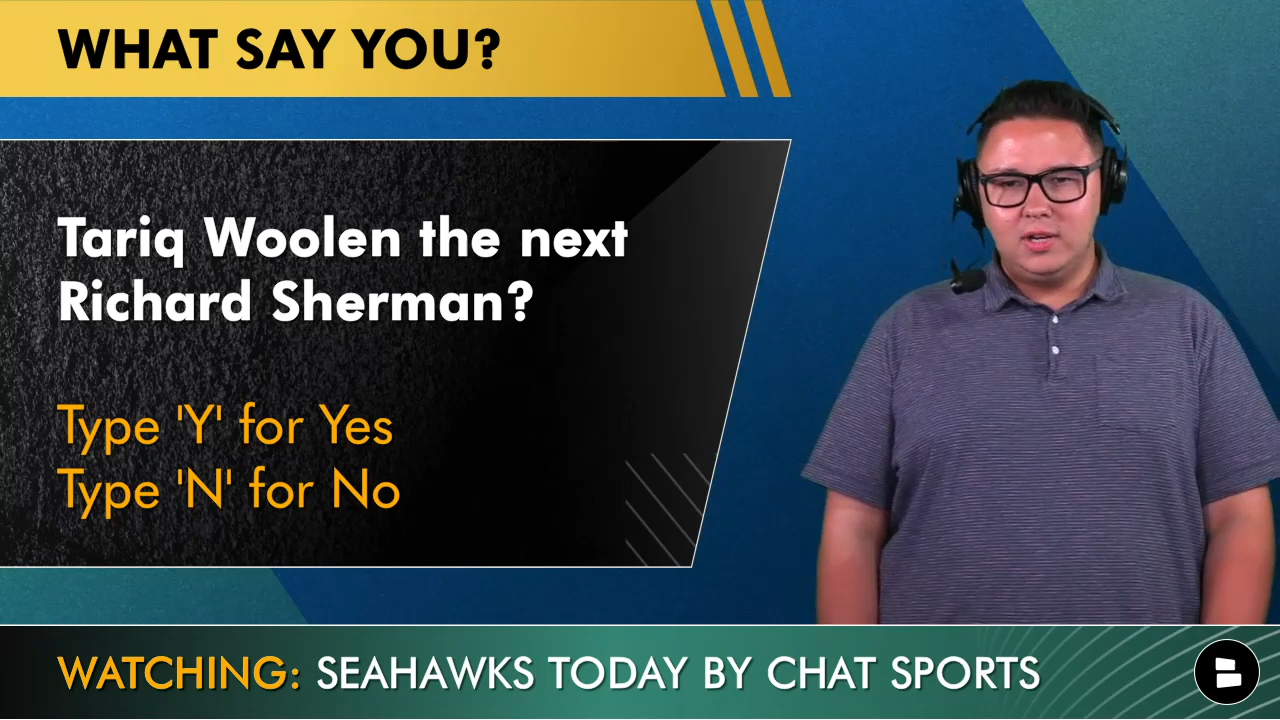 WHAT SAY YOU?
Tariq Woolen the next
Richard Sherman?
Type 'Y' for Yes
Type 'N' for No
WATCHING: SEAHAWKS TODAY BY CHAT SPORTS